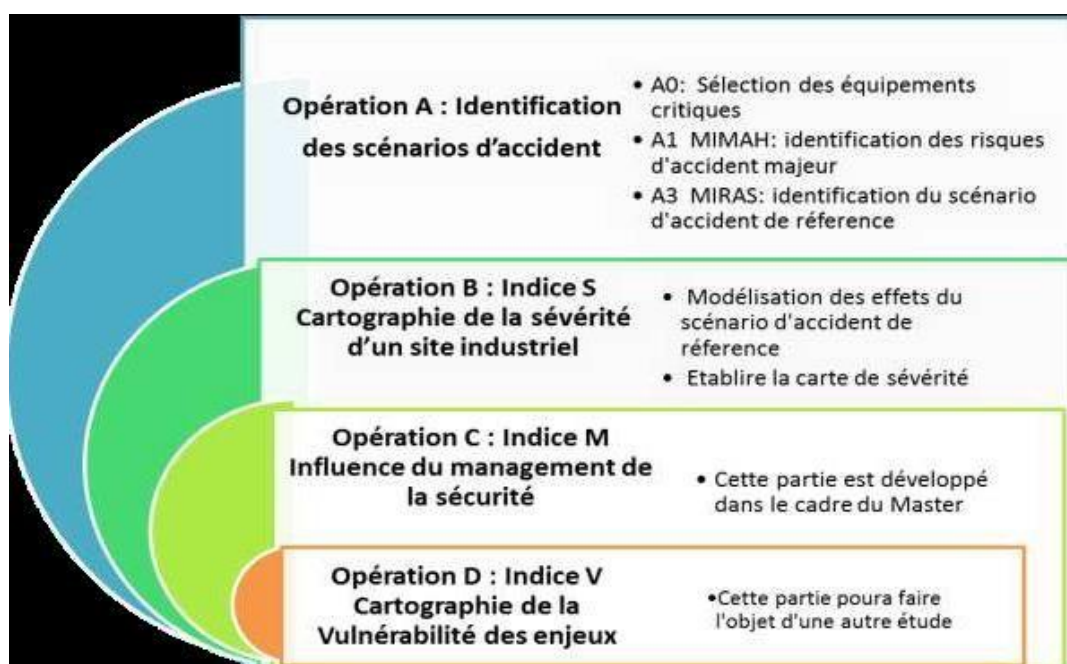 Opération A : Identification
des scénarios d’accident
• A0: Sélection des équipements
critiques
• A1 MIMAH: identification des risques
d'accident majeur
• A3 MIRAS: identification du scénario
d'accident de réference
Opération B : Indice S
Cartographie de la sévérité
d’un site industriel
• Modélisation des effets du
scénario d'accident de
réference
• Etablire la carte de sévérité
Opération C : Indice M
Influence du management de
la sécurité
• Cette partie est développé
dans le cadre du Master
Opération D : Indice V
Cartographie de la
Vulnérabilité des enjeux
•Cette partie poura faire
l'objet d'une autre étude